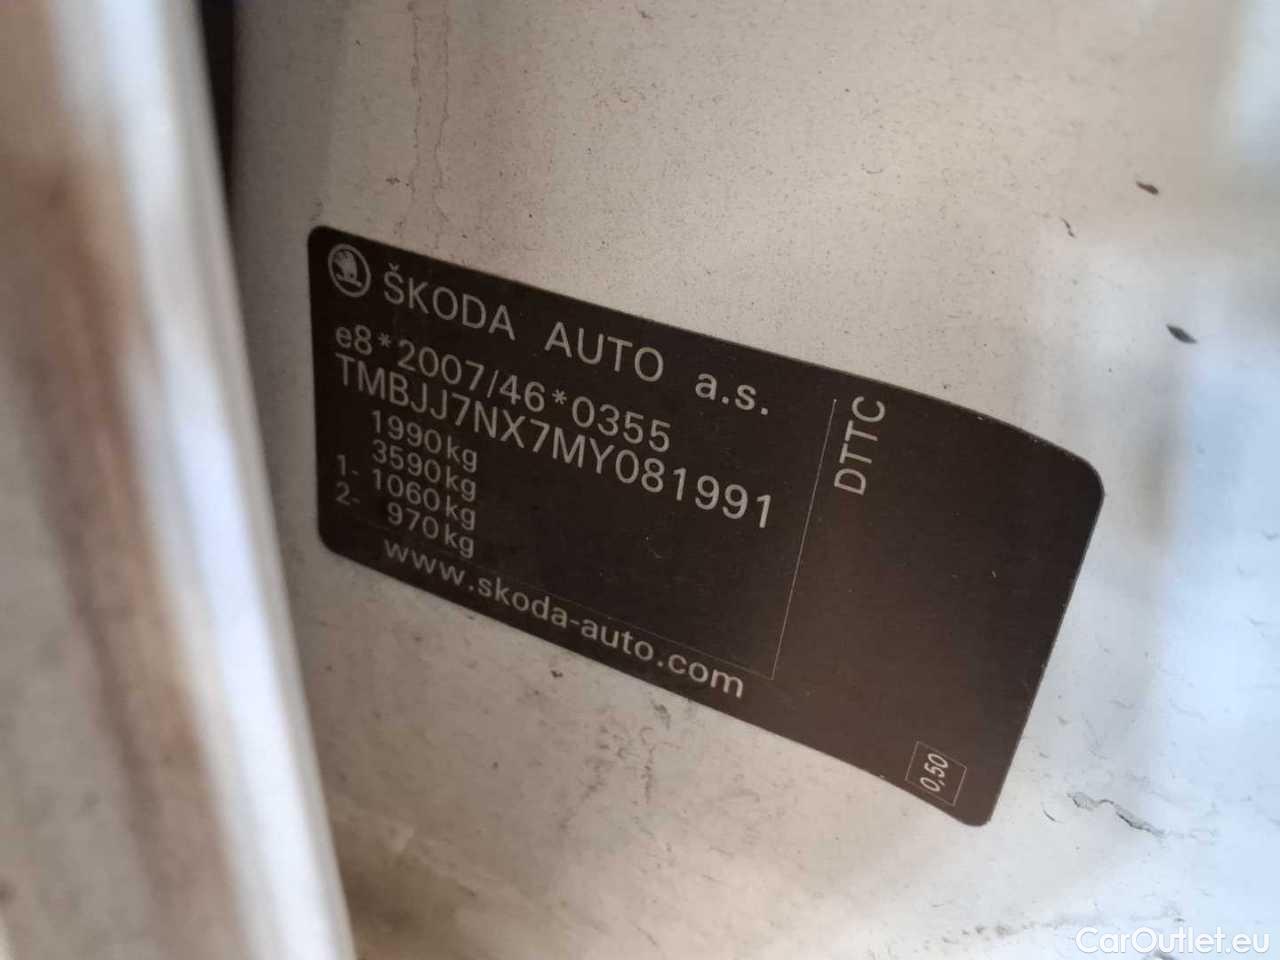 ŠKODA AUTO a.s.
e8*2007/46*0355
TMBJJ7NX7MY081991
1990kg
3590kg
1- 1060kg
2- 970kg
www.skoda-auto.com
DTTC
0,50
CarOutlet.eu